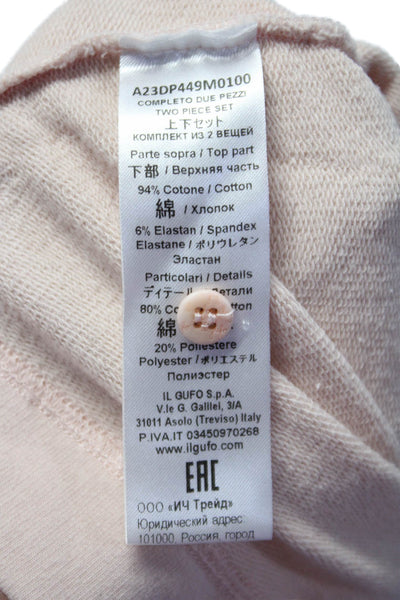 A23DP449M0100
COMPLETO DUE PEZZI
TWO PIECE SET
上下セット
КОМПЛЕКТ ИЗ 2 ВЕЩЕЙ
Parte sopra / Top part
下部 / Верхняя часть
94% Cotone / Cotton
綿 / Хлопок
6% Elastan / Spandex
Elastane / ポリウレタン
Эластан
Particolari / Details
ディテール / Детали
80% Cotone / Cotton
綿
20% Poliestere
Polyester / ポリエステル
Полиэстер
IL GUFO S.p.A.
V.le G. Galilei, 3/A
31011 Asolo (Treviso) Italy
P.IVA.IT 03450970268
www.ilgufo.com
EAC
ООО «ИЧ Трейд»
Юридический адрес:
101000, Россия, город